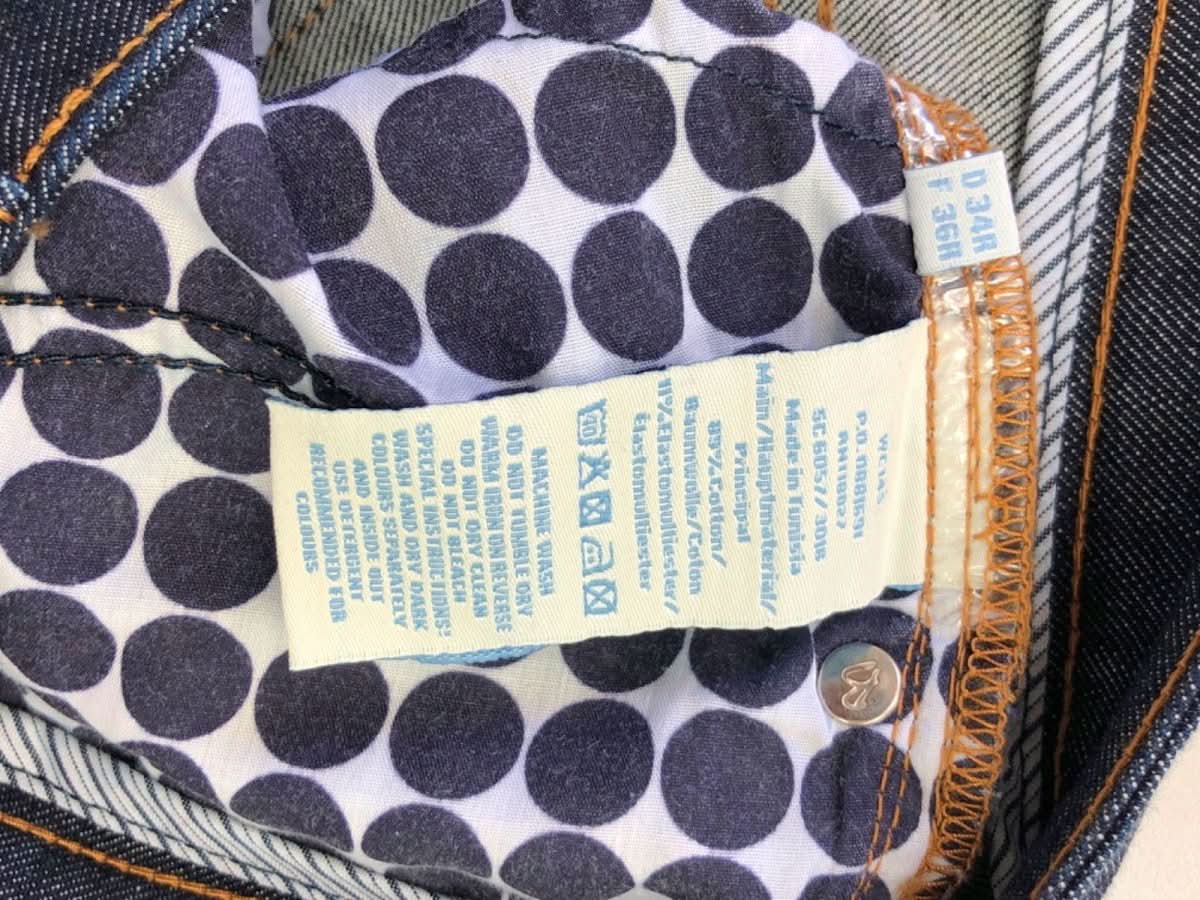 D 34R
F 36R
Made in Tunisia
Main/Hauptmaterial/
Principal
89% Cotton/
Baumwolle/Coton
11% Elastomultiester/
Élastomultiester
MACHINE WASH
DO NOT TUMBLE DRY
WARM IRON ON REVERSE
DO NOT DRY CLEAN
DO NOT BLEACH
SPECIAL INSTRUCTIONS:
WASH AND DRY DARK
COLOURS SEPARATELY
AND INSIDE OUT
USE DETERGENT
RECOMMENDED FOR
COLOURS